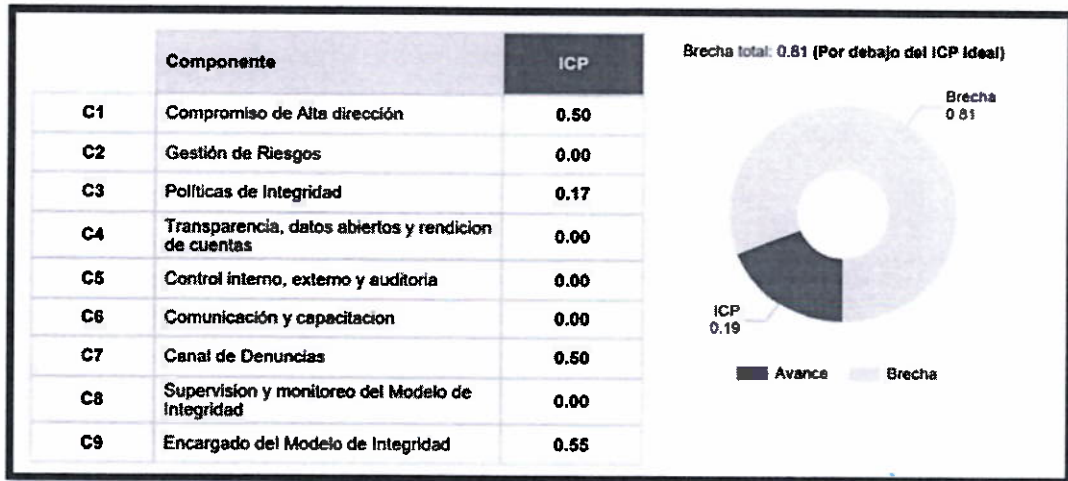 Componente ICP
C1 Compromiso de Alta dirección 0.50
C2 Gestión de Riesgos 0.00
C3 Políticas de Integridad 0.17
C4 Transparencia, datos abiertos y rendicion
de cuentas 0.00
C5 Control interno, externo y auditoria 0.00
C6 Comunicación y capacitacion 0.00
C7 Canal de Denuncias 0.50
C8 Supervision y monitoreo del Modelo de
Integridad 0.00
C9 Encargado del Modelo de Integridad 0.55
Brecha total: 0.81 (Por debajo del ICP Ideal)
Brecha
0.81
ICP
0.19
Avance Brecha